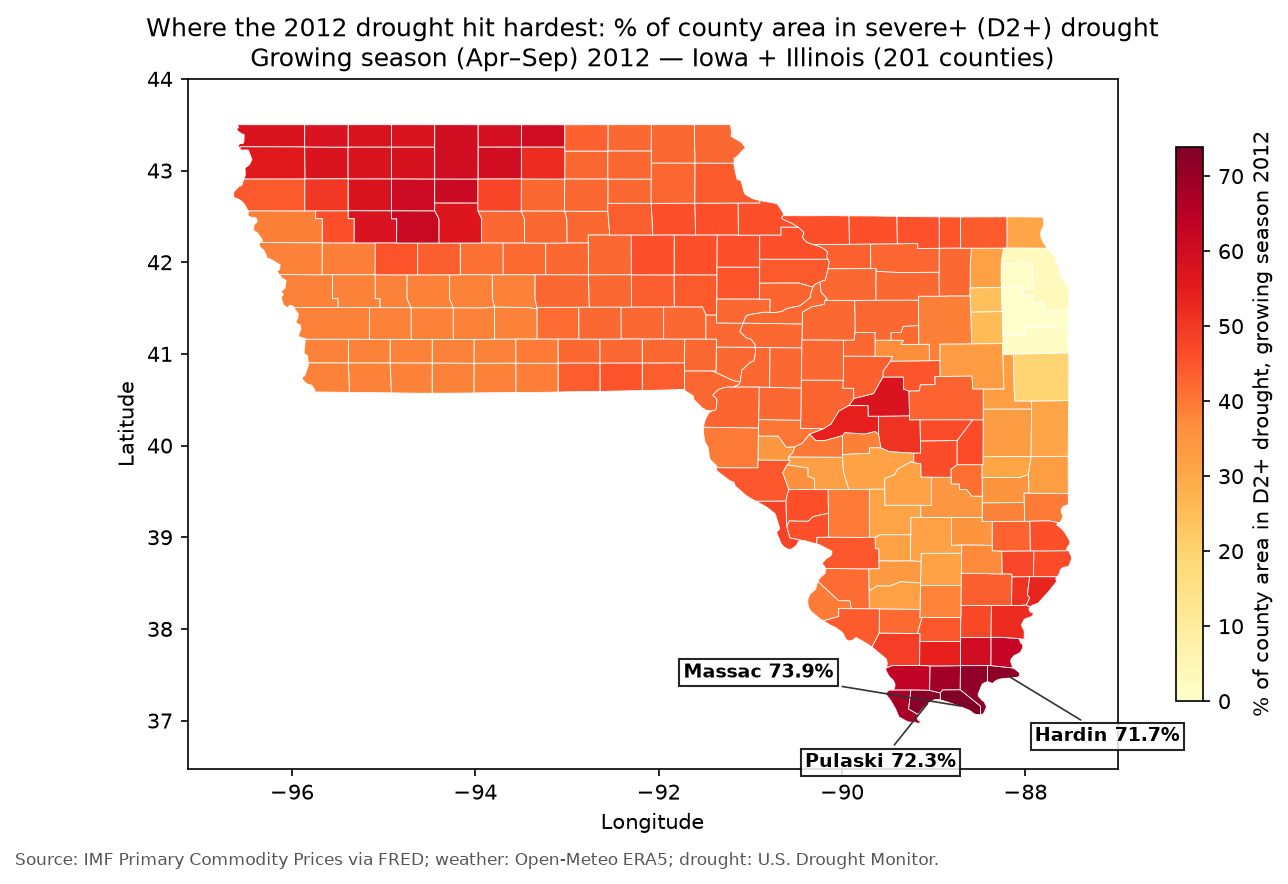 Where the 2012 drought hit hardest: % of county area in severe+ (D2+) drought
Growing season (Apr–Sep) 2012 — Iowa + Illinois (201 counties)
44
43
42
41
40
39
38
37
Latitude
−96
−94
−92
−90
−88
Longitude
Massac 73.9%
Pulaski 72.3%
Hardin 71.7%
70
60
50
40
30
20
10
0
% of county area in D2+ drought, growing season 2012
Source: IMF Primary Commodity Prices via FRED; weather: Open-Meteo ERA5; drought: U.S. Drought Monitor.